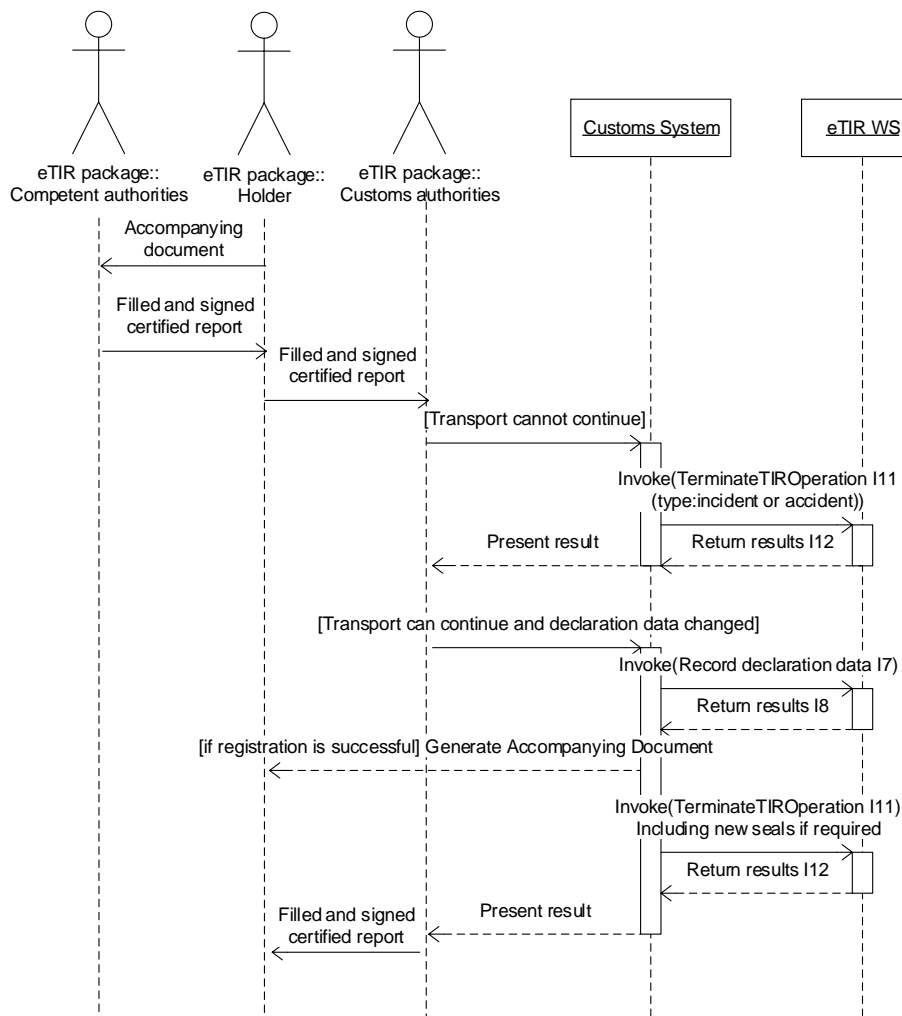 Customs System
eTIR WS
eTIR package::
Competent authorities
eTIR package::
Holder
eTIR package::
Customs authorities
Accompanying
document
Filled and signed
certified report
Filled and signed
certified report
[Transport cannot continue]
Invoke(TerminateTIROperation I11
(type:incident or accident))
Present result
Return results I12
[Transport can continue and declaration data changed]
Invoke(Record declaration data I7)
Return results I8
[if registration is successful] Generate Accompanying Document
Invoke(TerminateTIROperation I11)
Including new seals if required
Return results I12
Present result
Filled and signed
certified report